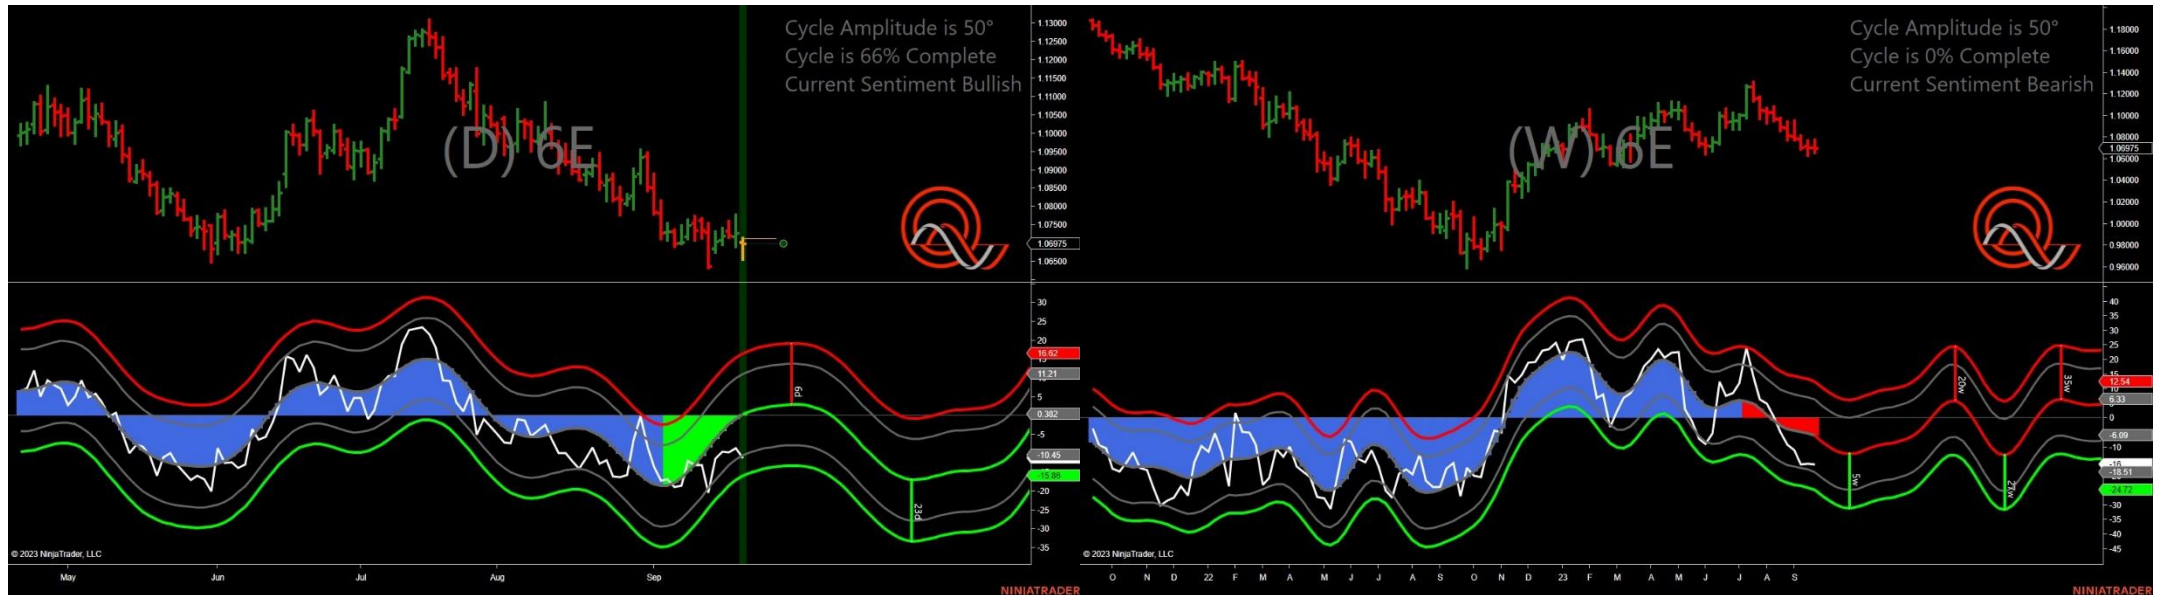 Cycle Amplitude is 50°
Cycle is 66% Complete
Current Sentiment Bullish
(D) 6E
1.13000
1.12500
1.12000
1.11500
1.11000
1.10500
1.10000
1.09500
1.09000
1.08500
1.08000
1.07500
1.06975
1.06500
30
25
20
16.62
11.21
5
0.382
-5
-10.45
-15.86
-20
-25
-30
-35
6d
23d
© 2023 NinjaTrader, LLC
May Jun Jul Aug Sep
NINJATRADER
Cycle Amplitude is 50°
Cycle is 0% Complete
Current Sentiment Bearish
(W) 6E
1.18000
1.16000
1.14000
1.12000
1.10000
1.08000
1.06975
1.06000
1.04000
1.02000
1.00000
0.98000
0.96000
40
35
30
25
20
15
12.54
6.33
0
-6.09
-10
-16
-18.51
-24.72
-30
-35
-40
-45
5w
20w
27w
35w
© 2023 NinjaTrader, LLC
O N D 22 F M A M J J A S O N D 23 F M A M J J A S
NINJATRADER